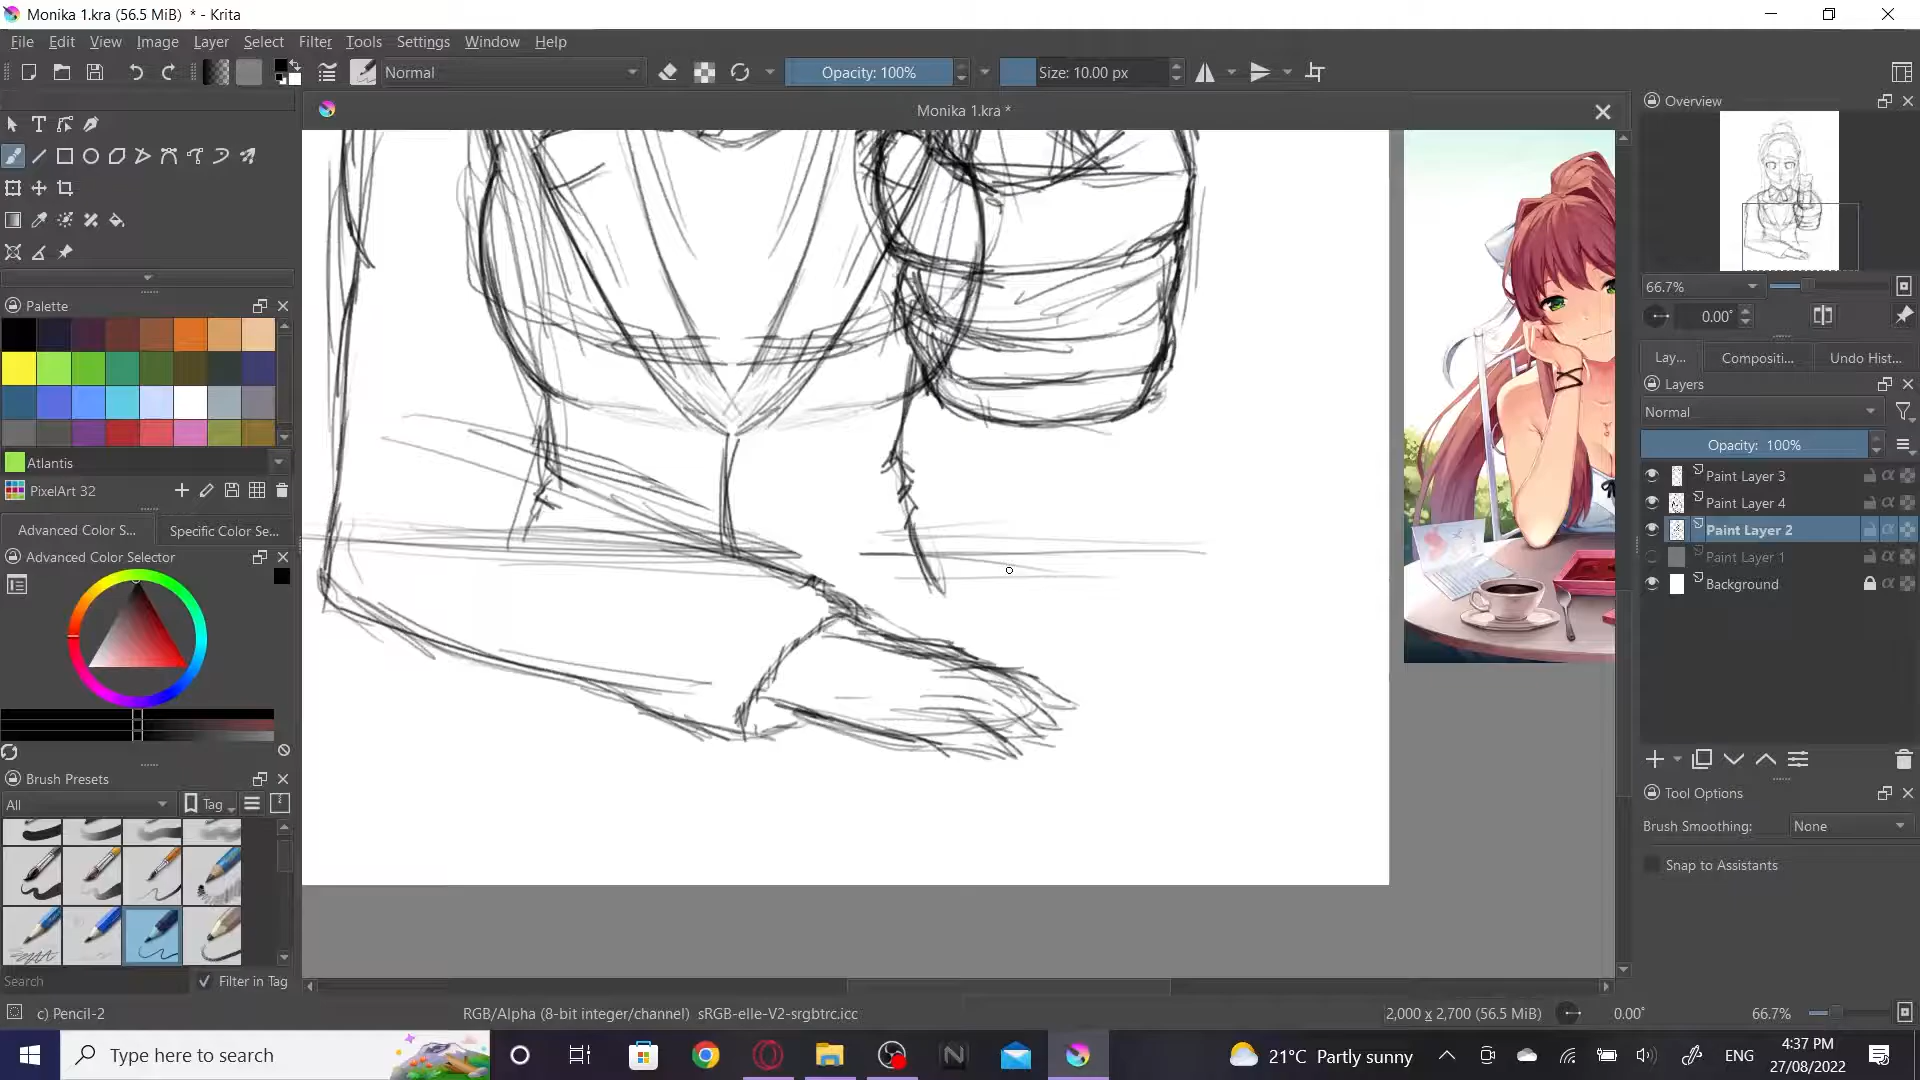 Monika 1.kra (56.5 MiB)  * - Krita
File Edit View Image Layer Select Filter Tools Settings Window Help
Normal
Opacity: 100%
Size: 10.00 px
Monika 1.kra *
Overview
66.7%
0.00°
Lay... Compositi... Undo Hist...
Layers
Normal
Opacity:  100%
Paint Layer 3
Paint Layer 4
Paint Layer 2
Paint Layer 1
Background
Tool Options
Brush Smoothing: None
Snap to Assistants
Palette
Atlantis
PixelArt 32
Advanced Color S... Specific Color Se...
Advanced Color Selector
Brush Presets
All
Tag
Search
Filter in Tag
c) Pencil-2
RGB/Alpha (8-bit integer/channel)  sRGB-elle-V2-srgbtrc.icc
2,000 x 2,700 (56.5 MiB)
0.00°
66.7%
Type here to search
21°C  Partly sunny
ENG
4:37 PM
27/08/2022